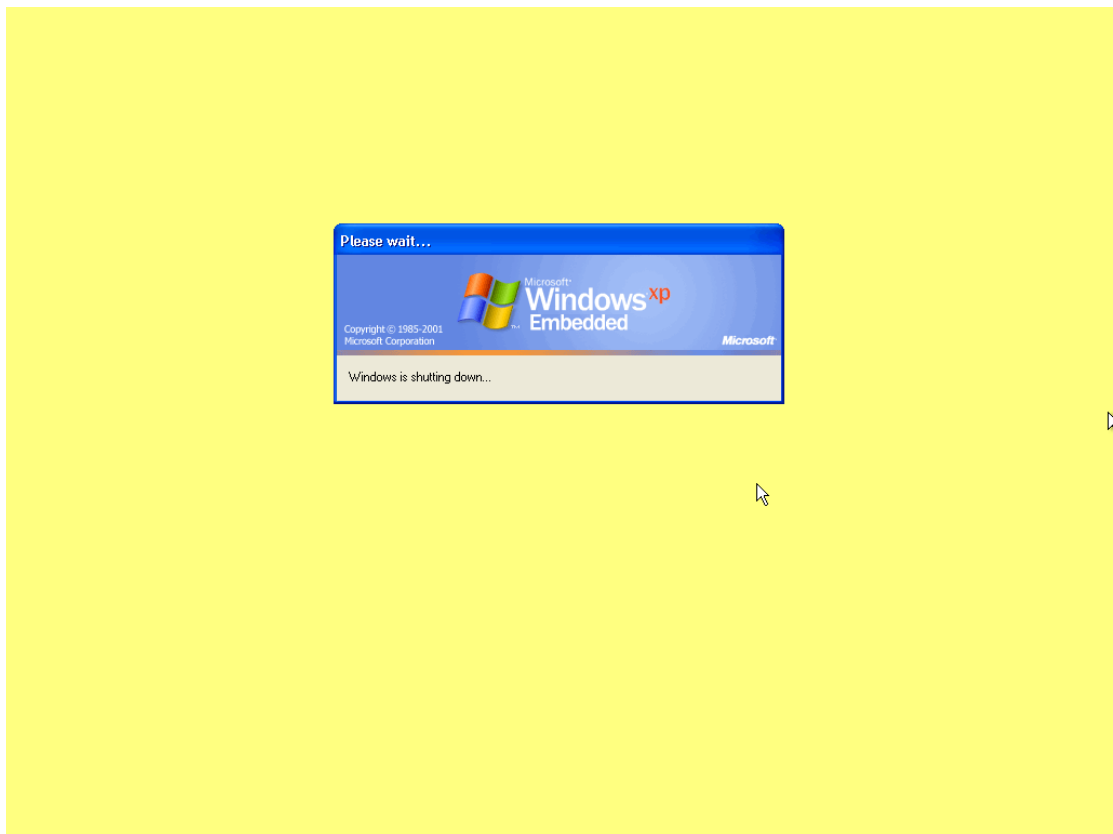 Please wait...
Microsoft®
Windows xp
Embedded
Copyright © 1985-2001
Microsoft Corporation
Microsoft
Windows is shutting down...